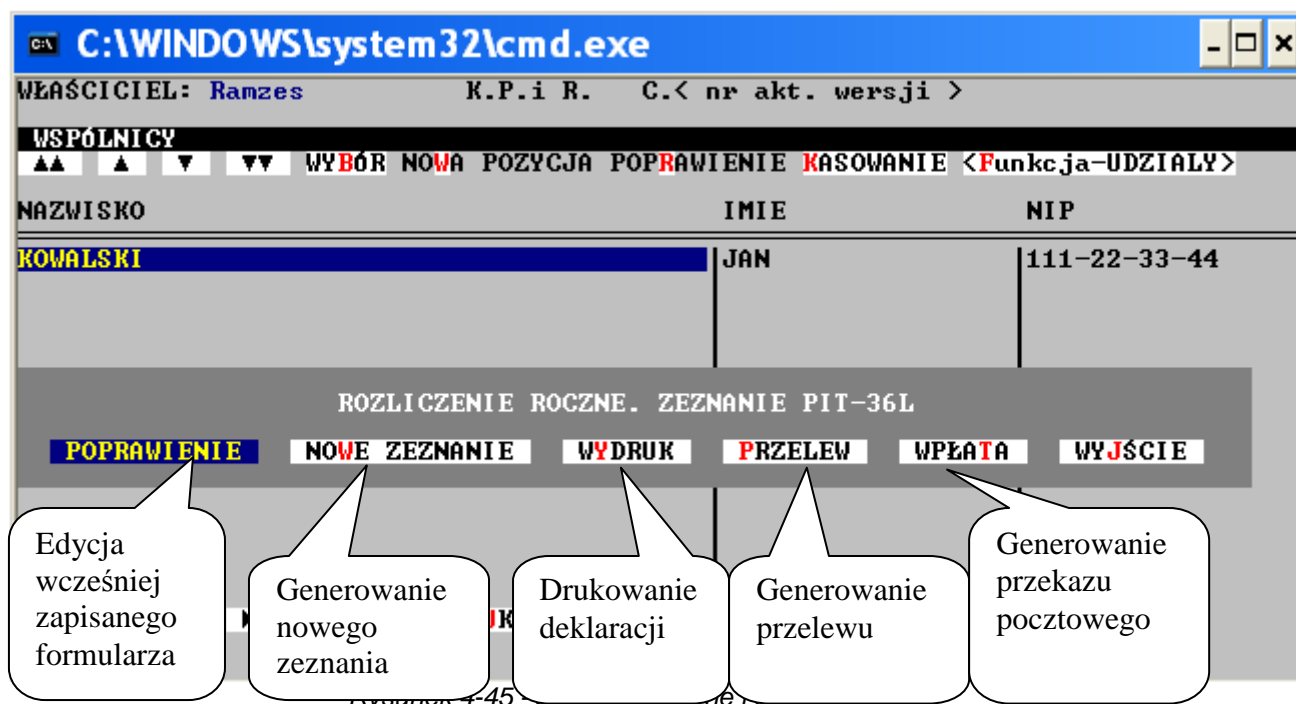 C:\WINDOWS\system32\cmd.exe
WŁAŚCICIEL: Ramzes K.P.i R. C.< nr akt. wersji >
WSPÓLNICY
▲▲ ▲ ▼ ▼▼ WYBÓR NOWA POZYCJA POPRAWIENIE KASOWANIE <Funkcja-UDZIALY>
NAZWISKO IMIE NIP
KOWALSKI JAN 111-22-33-44
ROZLICZENIE ROCZNE. ZEZNANIE PIT-36L
POPRAWIENIE NOWE ZEZNANIE WYDRUK PRZELEW WPŁATA WYJŚCIE
Edycja
wcześniej
zapisanego
formularza
Generowanie
nowego
zeznania
Drukowanie
deklaracji
Generowanie
przelewu
Generowanie
przekazu
pocztowego
4-45